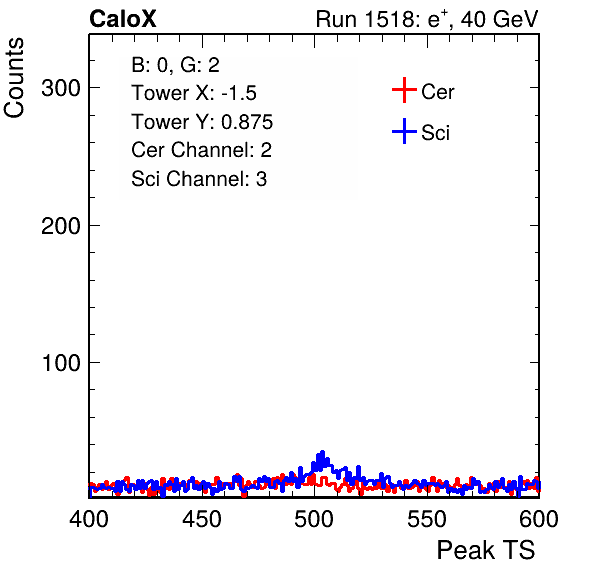 CaloX Run 1518: e+, 40 GeV
Counts
B: 0, G: 2
Tower X: -1.5
Tower Y: 0.875
Cer Channel: 2
Sci Channel: 3
Cer
Sci
300
200
100
400 450 500 550 600
Peak TS